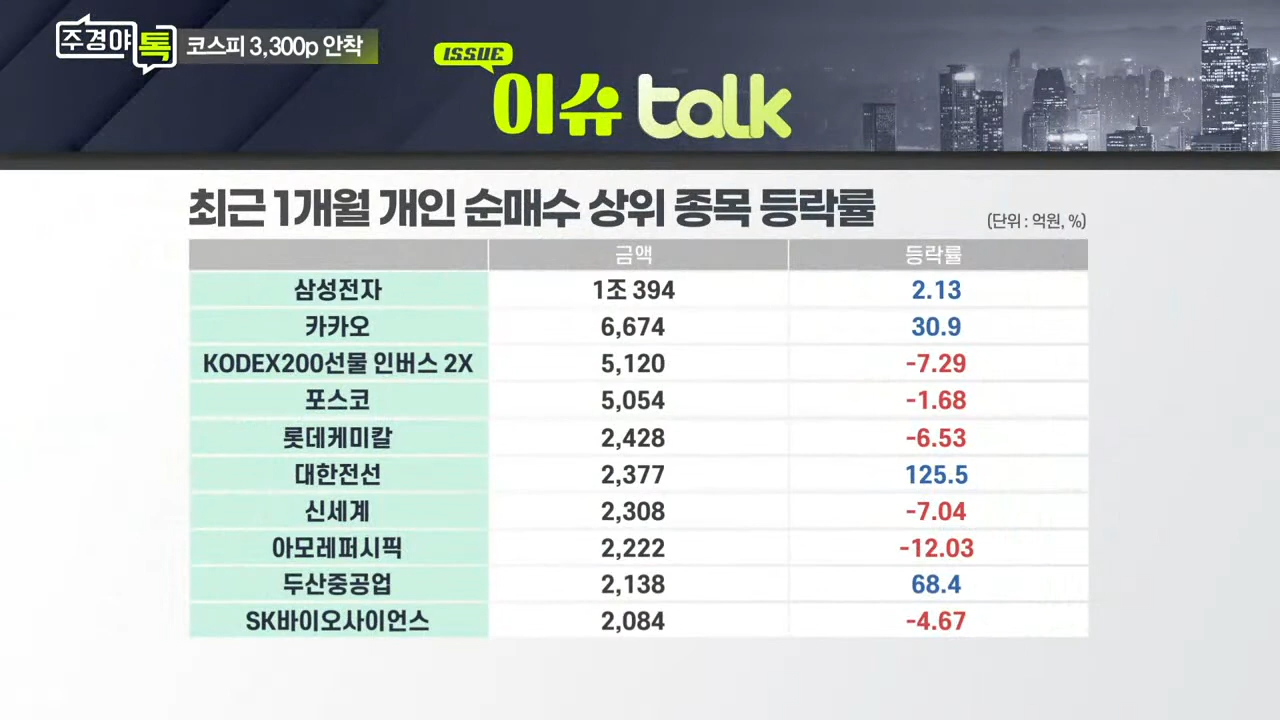 주경야톡 코스피 3,300p 안착
ISSUE
이슈 talk
최근 1개월 개인 순매수 상위 종목 등락률
(단위 : 억원, %)
금액 등락률
삼성전자 1조 394 2.13
카카오 6,674 30.9
KODEX200선물 인버스 2X 5,120 -7.29
포스코 5,054 -1.68
롯데케미칼 2,428 -6.53
대한전선 2,377 125.5
신세계 2,308 -7.04
아모레퍼시픽 2,222 -12.03
두산중공업 2,138 68.4
SK바이오사이언스 2,084 -4.67